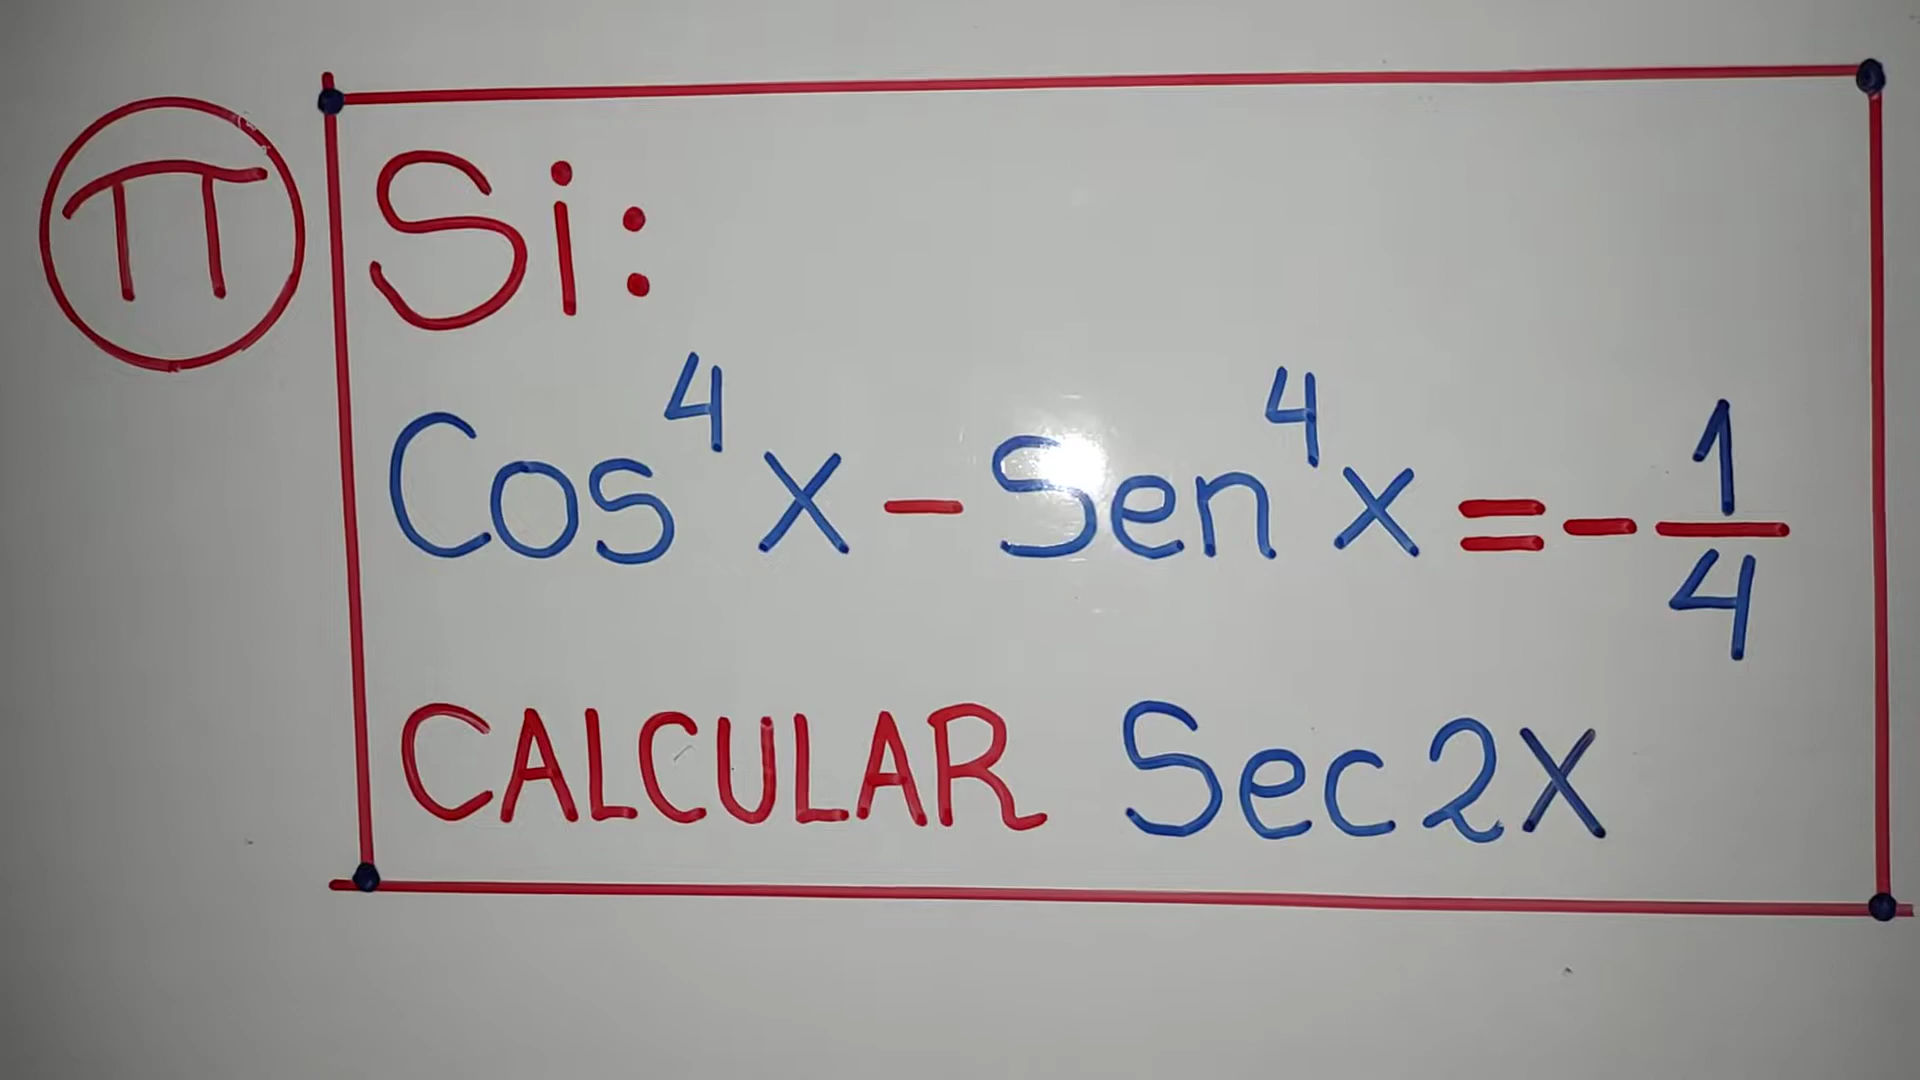 π
Si:
Cos⁴x - Sen⁴x = - 1/4
CALCULAR Sec2x